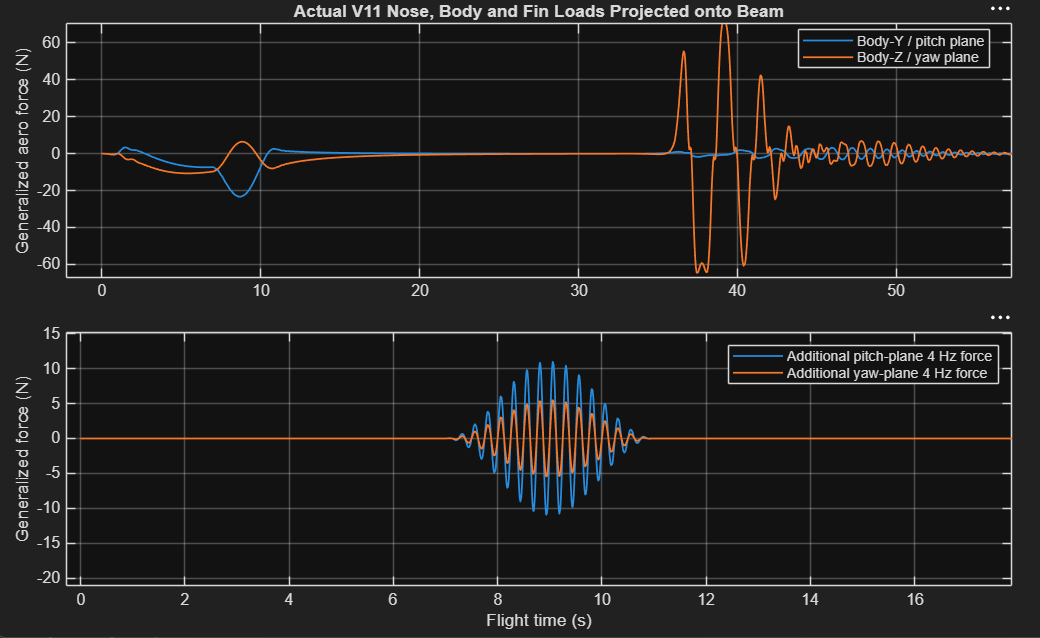 Actual V11 Nose, Body and Fin Loads Projected onto Beam
Generalized aero force (N)
60
40
20
0
-20
-40
-60
0 10 20 30 40 50
Body-Y / pitch plane
Body-Z / yaw plane
Generalized force (N)
15
10
5
0
-5
-10
-15
-20
0 2 4 6 8 10 12 14 16
Additional pitch-plane 4 Hz force
Additional yaw-plane 4 Hz force
Flight time (s)